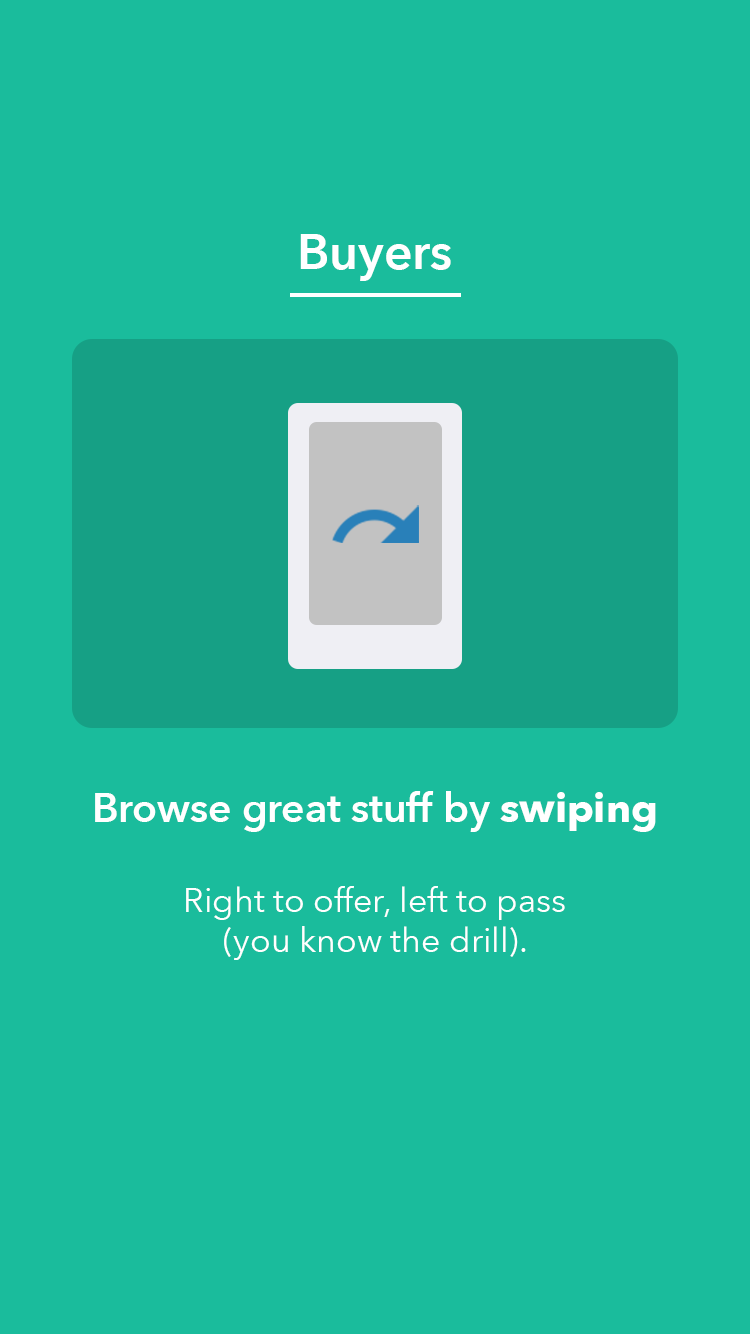 Buyers
Browse great stuff by swiping
Right to offer, left to pass
(you know the drill).